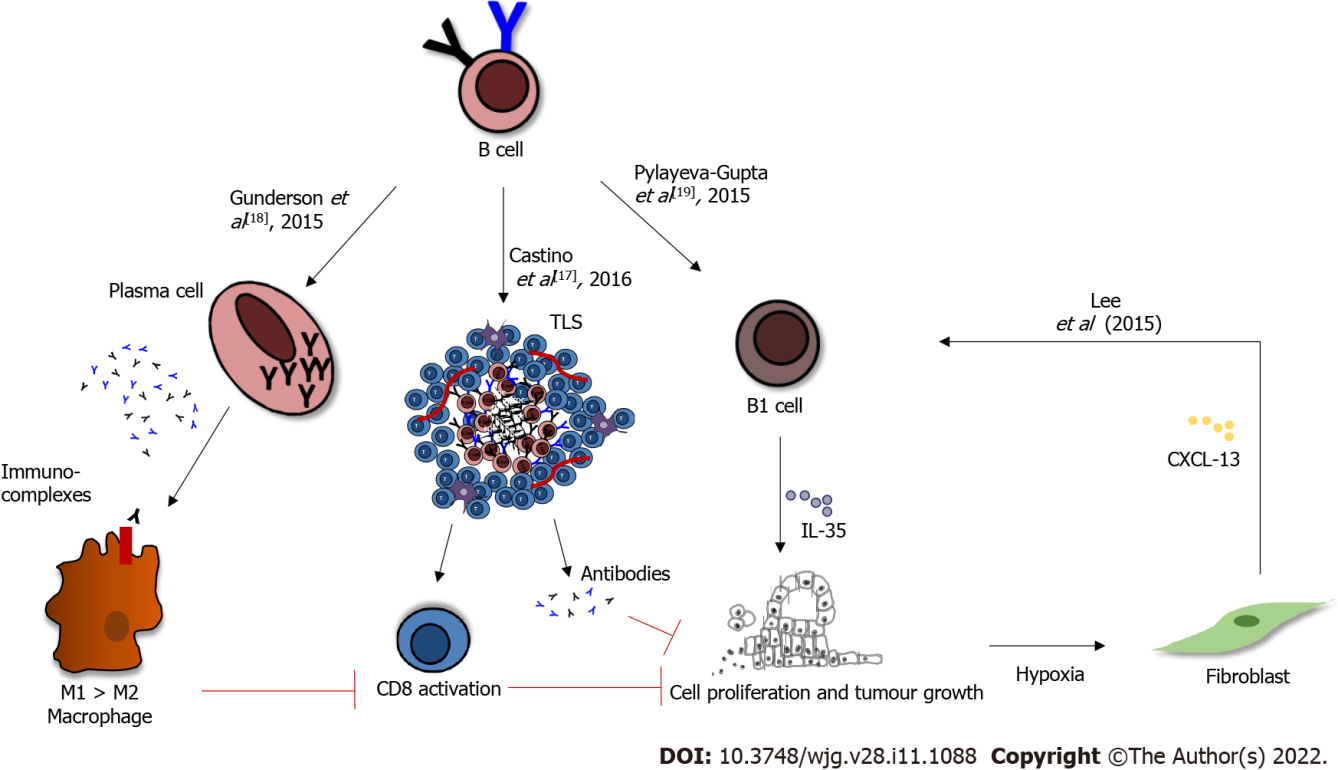 B cell
Gunderson et
al[18], 2015
Pylayeva-Gupta
et al[19], 2015
Castino
et al[17], 2016
Plasma cell
TLS
Lee
et al (2015)
B1 cell
CXCL-13
Immuno-
complexes
IL-35
Antibodies
M1 > M2
Macrophage
CD8 activation
Cell proliferation and tumour growth
Hypoxia
Fibroblast
DOI: 10.3748/wjg.v28.i11.1088 Copyright ©The Author(s) 2022.